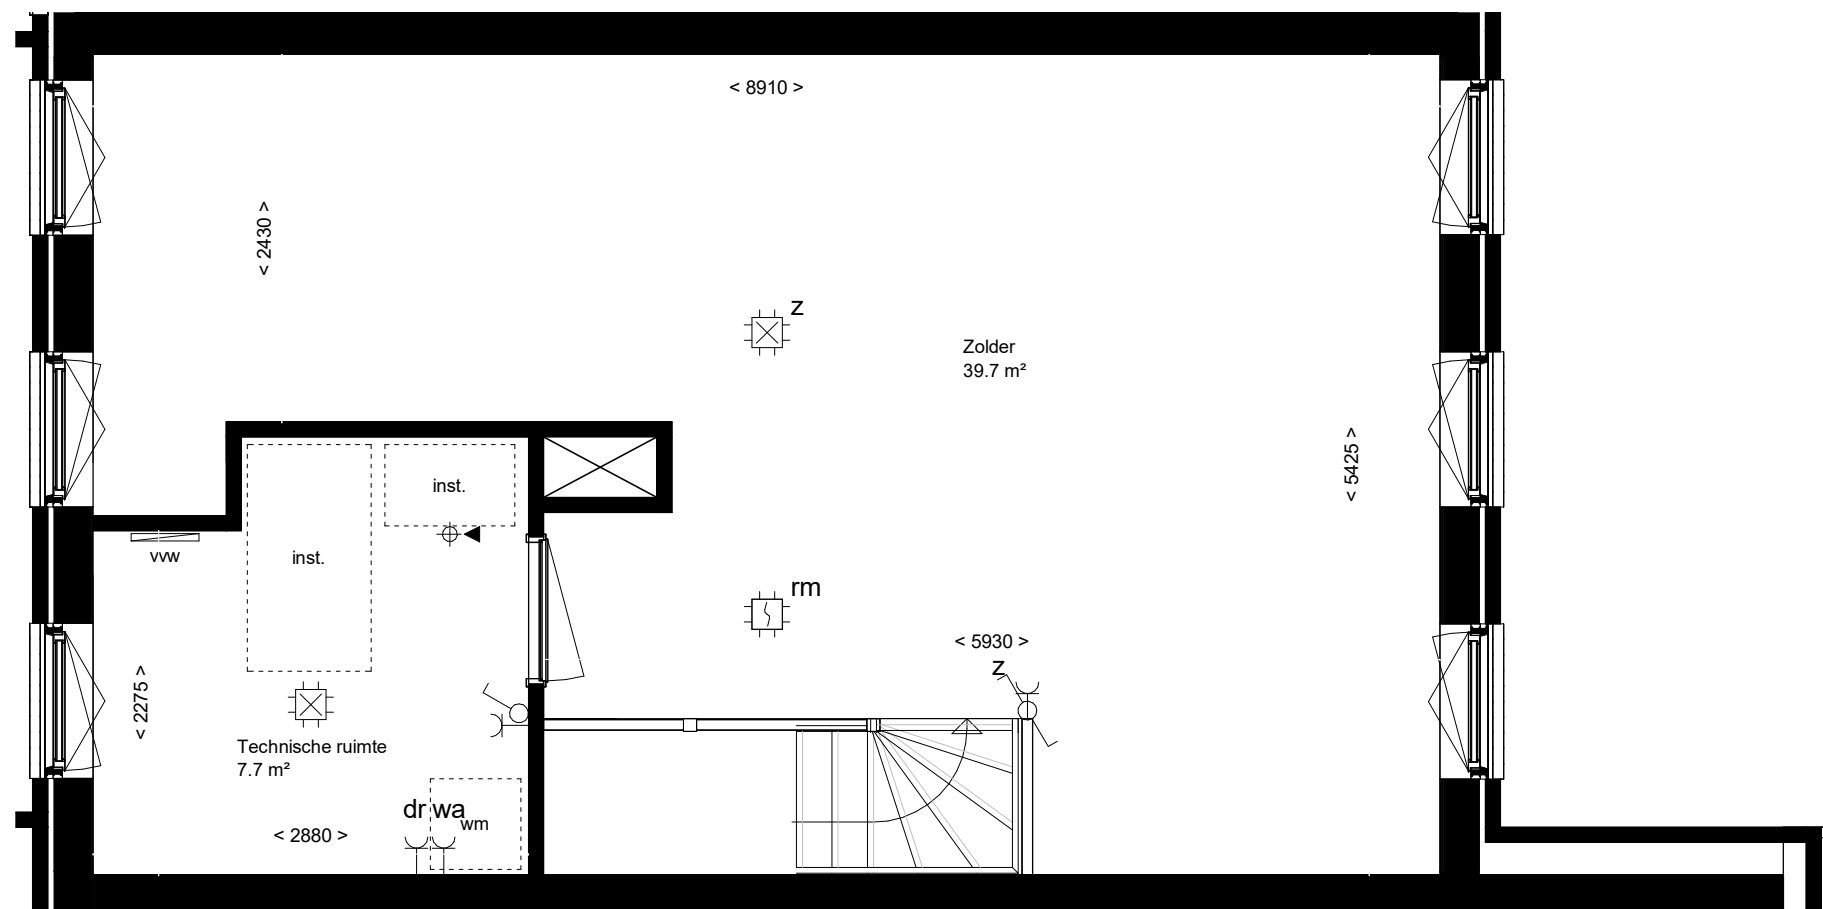 < 8910 >
< 2430 >
z
Zolder
39.7 m²
< 5425 >
inst.
inst.
vvw
rm
< 5930 >
z
< 2275 >
Technische ruimte
7.7 m²
dr wa
wm
< 2880 >